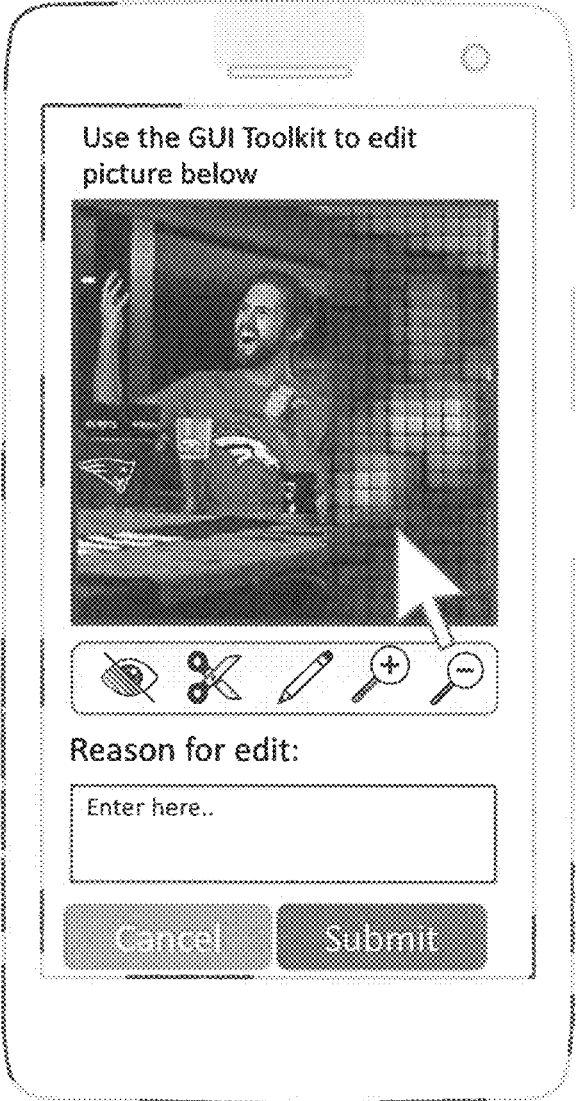 Use the GUI Toolkit to edit
picture below
Reason for edit:
Enter here..
Cancel
Submit